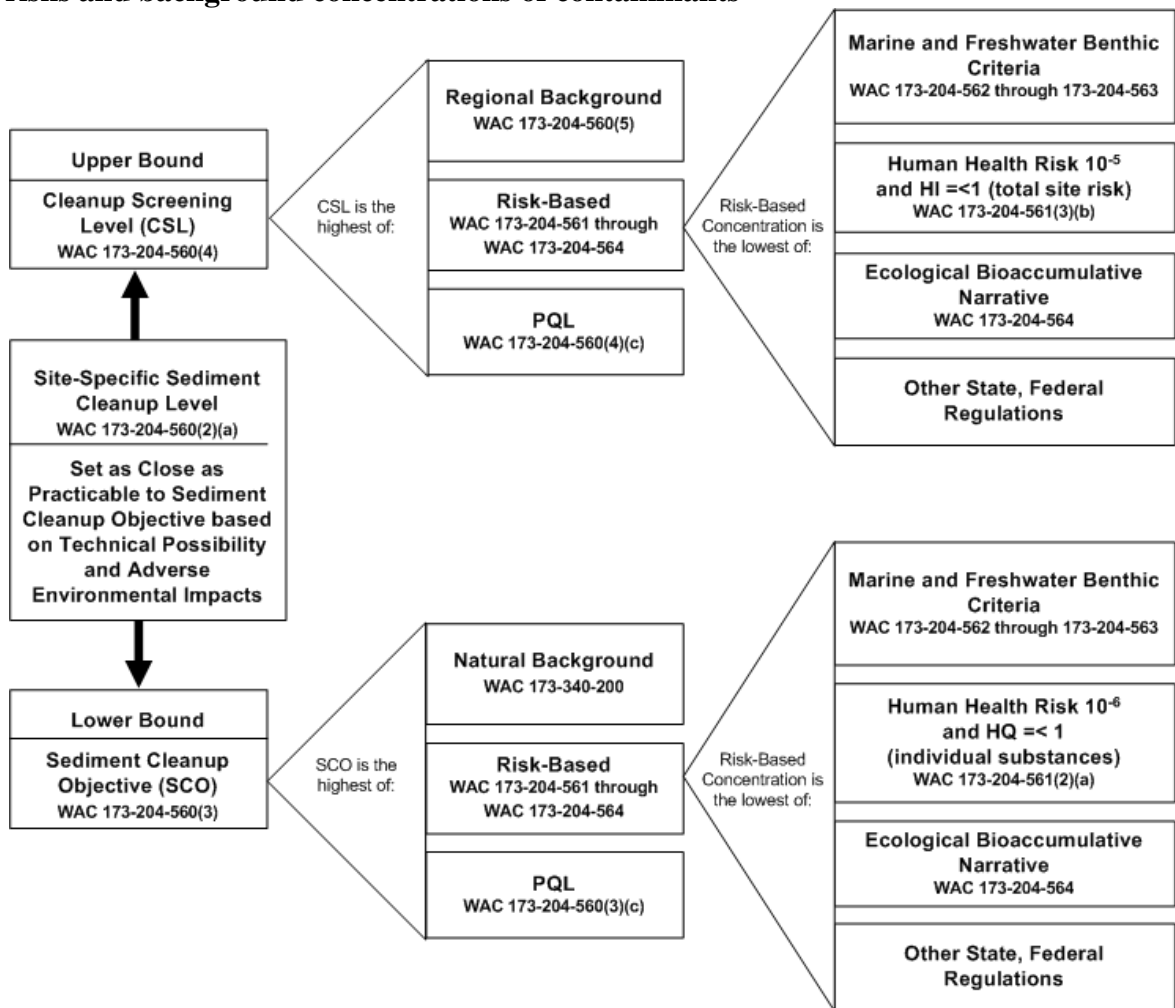 risks and background concentrations of contaminants
Upper Bound
Cleanup Screening
Level (CSL)
WAC 173-204-560(4)
Site-Specific Sediment
Cleanup Level
WAC 173-204-560(2)(a)
Set as Close as
Practicable to Sediment
Cleanup Objective based
on Technical Possibility
and Adverse
Environmental Impacts
Lower Bound
Sediment Cleanup
Objective (SCO)
WAC 173-204-560(3)
CSL is the
highest of:
Regional Background
WAC 173-204-560(5)
Risk-Based
WAC 173-204-561 through
WAC 173-204-564
PQL
WAC 173-204-560(4)(c)
Risk-Based
Concentration is
the lowest of:
Marine and Freshwater Benthic
Criteria
WAC 173-204-562 through 173-204-563
Human Health Risk 10⁻⁵
and HI =<1 (total site risk)
WAC 173-204-561(3)(b)
Ecological Bioaccumulative
Narrative
WAC 173-204-564
Other State, Federal
Regulations
SCO is the
highest of:
Natural Background
WAC 173-340-200
Risk-Based
WAC 173-204-561 through
WAC 173-204-564
PQL
WAC 173-204-560(3)(c)
Risk-Based
Concentration is
the lowest of:
Marine and Freshwater Benthic
Criteria
WAC 173-204-562 through 173-204-563
Human Health Risk 10⁻⁶
and HQ =< 1
(individual substances)
WAC 173-204-561(2)(a)
Ecological Bioaccumulative
Narrative
WAC 173-204-564
Other State, Federal
Regulations